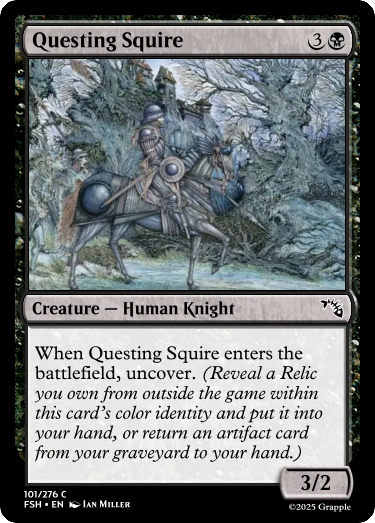 Questing Squire 3
Creature — Human Knight
When Questing Squire enters the
battlefield, uncover. (Reveal a Relic
you own from outside the game within
this card's color identity and put it into
your hand, or return an artifact card
from your graveyard to your hand.)
3/2
101/276 C
FSH • EN Ian Miller
©2025 Grapple